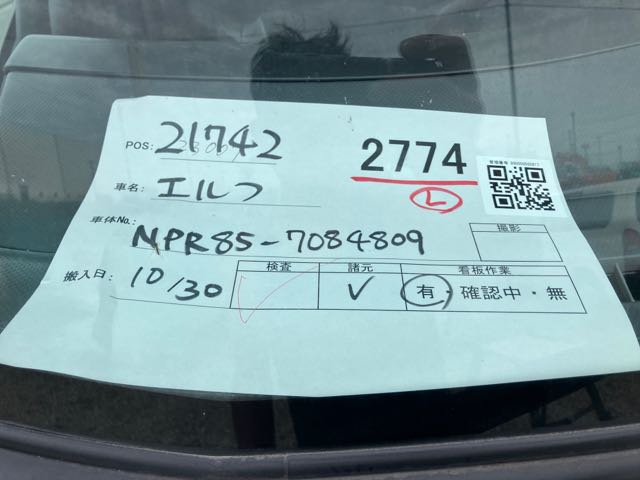 POS: 21742
2774
車名: エルフ
L
車体No.: NPR85-7084809
撮影
搬入日: 10/30
検査 諸元 看板作業
✓ ✓ 有・確認中・無